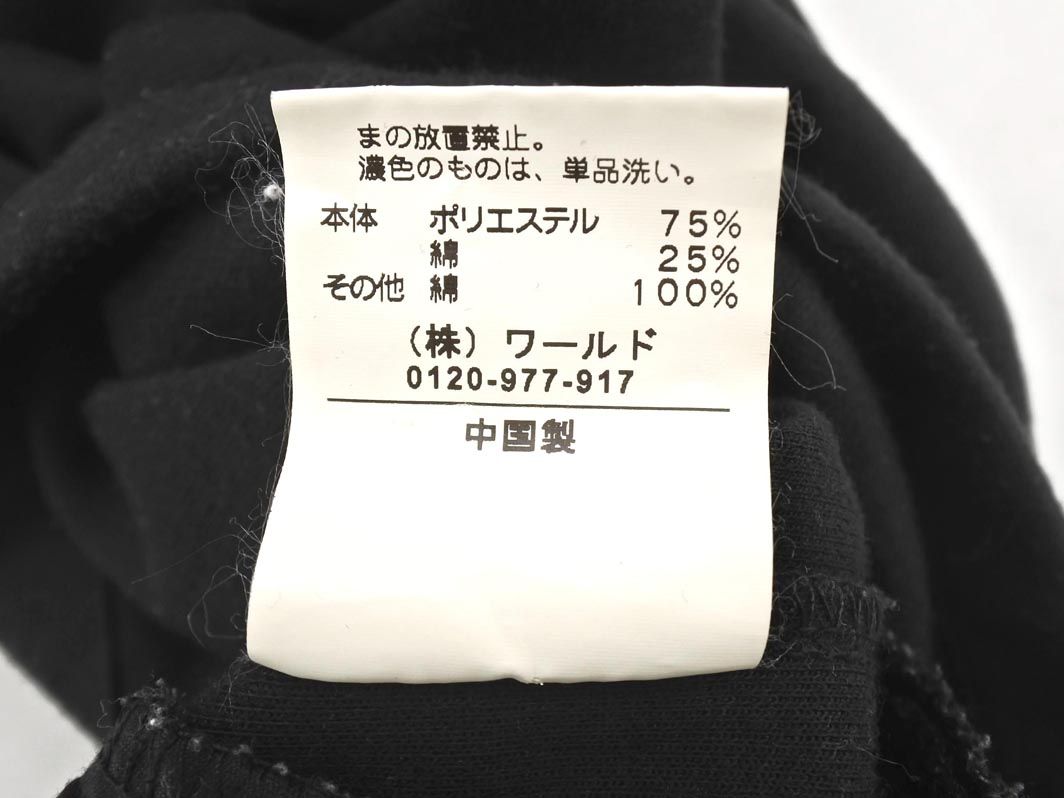 まの放置禁止。
濃色のものは、単品洗い。
本体 ポリエステル 75%
綿 25%
その他 綿 100%
(株)ワールド
0120-977-917
中国製